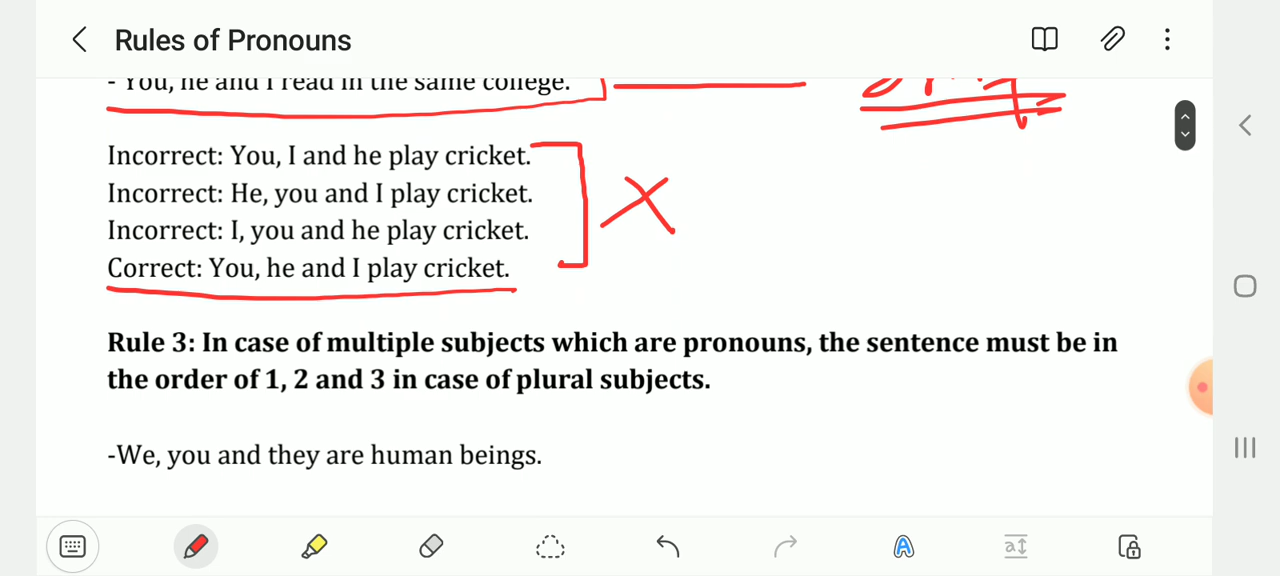 Rules of Pronouns
- You, he and I read in the same college.
Incorrect: You, I and he play cricket.
Incorrect: He, you and I play cricket.
Incorrect: I, you and he play cricket.
Correct: You, he and I play cricket.
Rule 3: In case of multiple subjects which are pronouns, the sentence must be in
the order of 1, 2 and 3 in case of plural subjects.
-We, you and they are human beings.